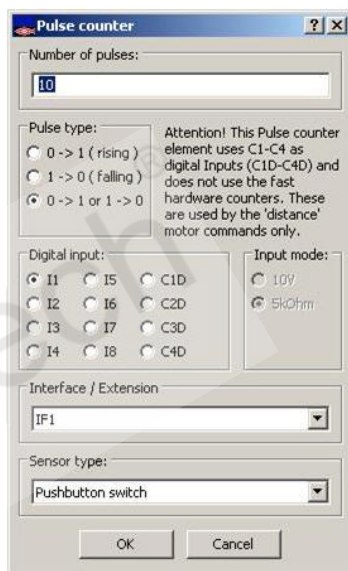 Pulse counter
Number of pulses:
10
Pulse type:
0 -> 1 ( rising )
1 -> 0 ( falling )
0 -> 1 or 1 -> 0
Attention! This Pulse counter
element uses C1-C4 as
digital Inputs (C1D-C4D) and
does not use the fast
hardware counters. These
are used by the 'distance'
motor commands only.
Digital input:
I1 I5 C1D
I2 I6 C2D
I3 I7 C3D
I4 I8 C4D
Input mode:
10V
5kOhm
Interface / Extension
IF1
Sensor type:
Pushbutton switch
OK Cancel